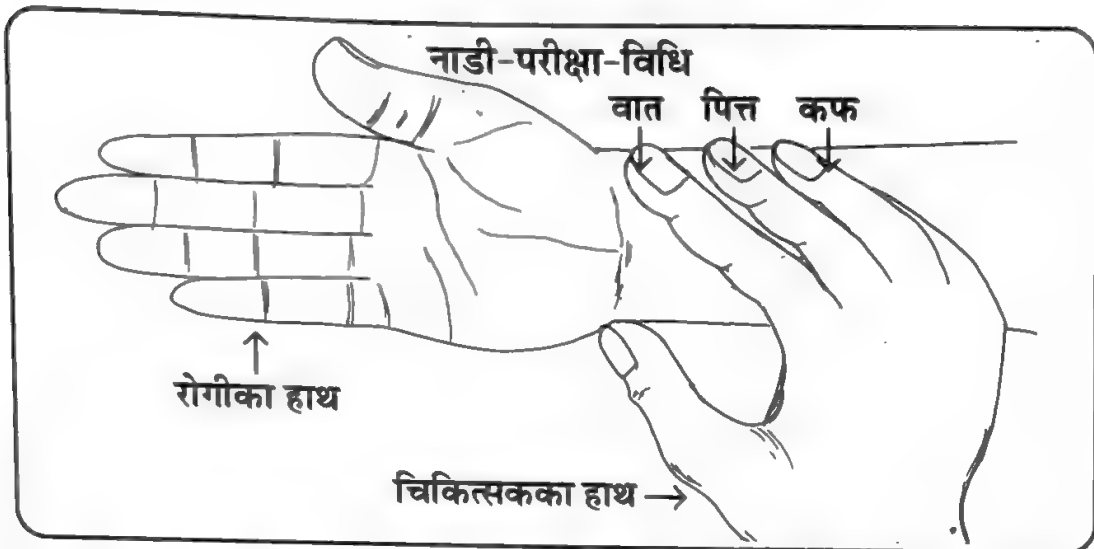 नाडी-परीक्षा-विधि
वात पित्त कफ
रोगीका हाथ
चिकित्सकका हाथ